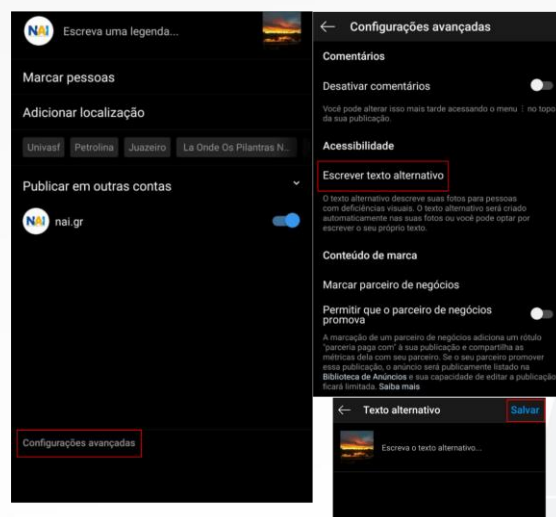 NAI
Escreva uma legenda...
Marcar pessoas
Adicionar localização
Univasf
Petrolina
Juazeiro
La Onde Os Pilantras N...
Publicar em outras contas
NAI
nai.gr
Configurações avançadas
Configurações avançadas
Comentários
Desativar comentários
Você pode alterar isso mais tarde acessando o menu ⋮ no topo
da sua publicação.
Acessibilidade
Escrever texto alternativo
O texto alternativo descreve suas fotos para pessoas
com deficiências visuais. O texto alternativo será criado
automaticamente nas suas fotos ou você pode optar por
escrever o seu próprio texto.
Conteúdo de marca
Marcar parceiro de negócios
Permitir que o parceiro de negócios
promova
A marcação de um parceiro de negócios adiciona um rótulo
"parceria paga com" à sua publicação e compartilha as
métricas dela com seu parceiro. Se o seu parceiro promover
essa publicação, o anúncio será publicamente listado na
Biblioteca de Anúncios e sua capacidade de editar a publicação
ficará limitada. Saiba mais
Texto alternativo
Salvar
Escreva o texto alternativo...